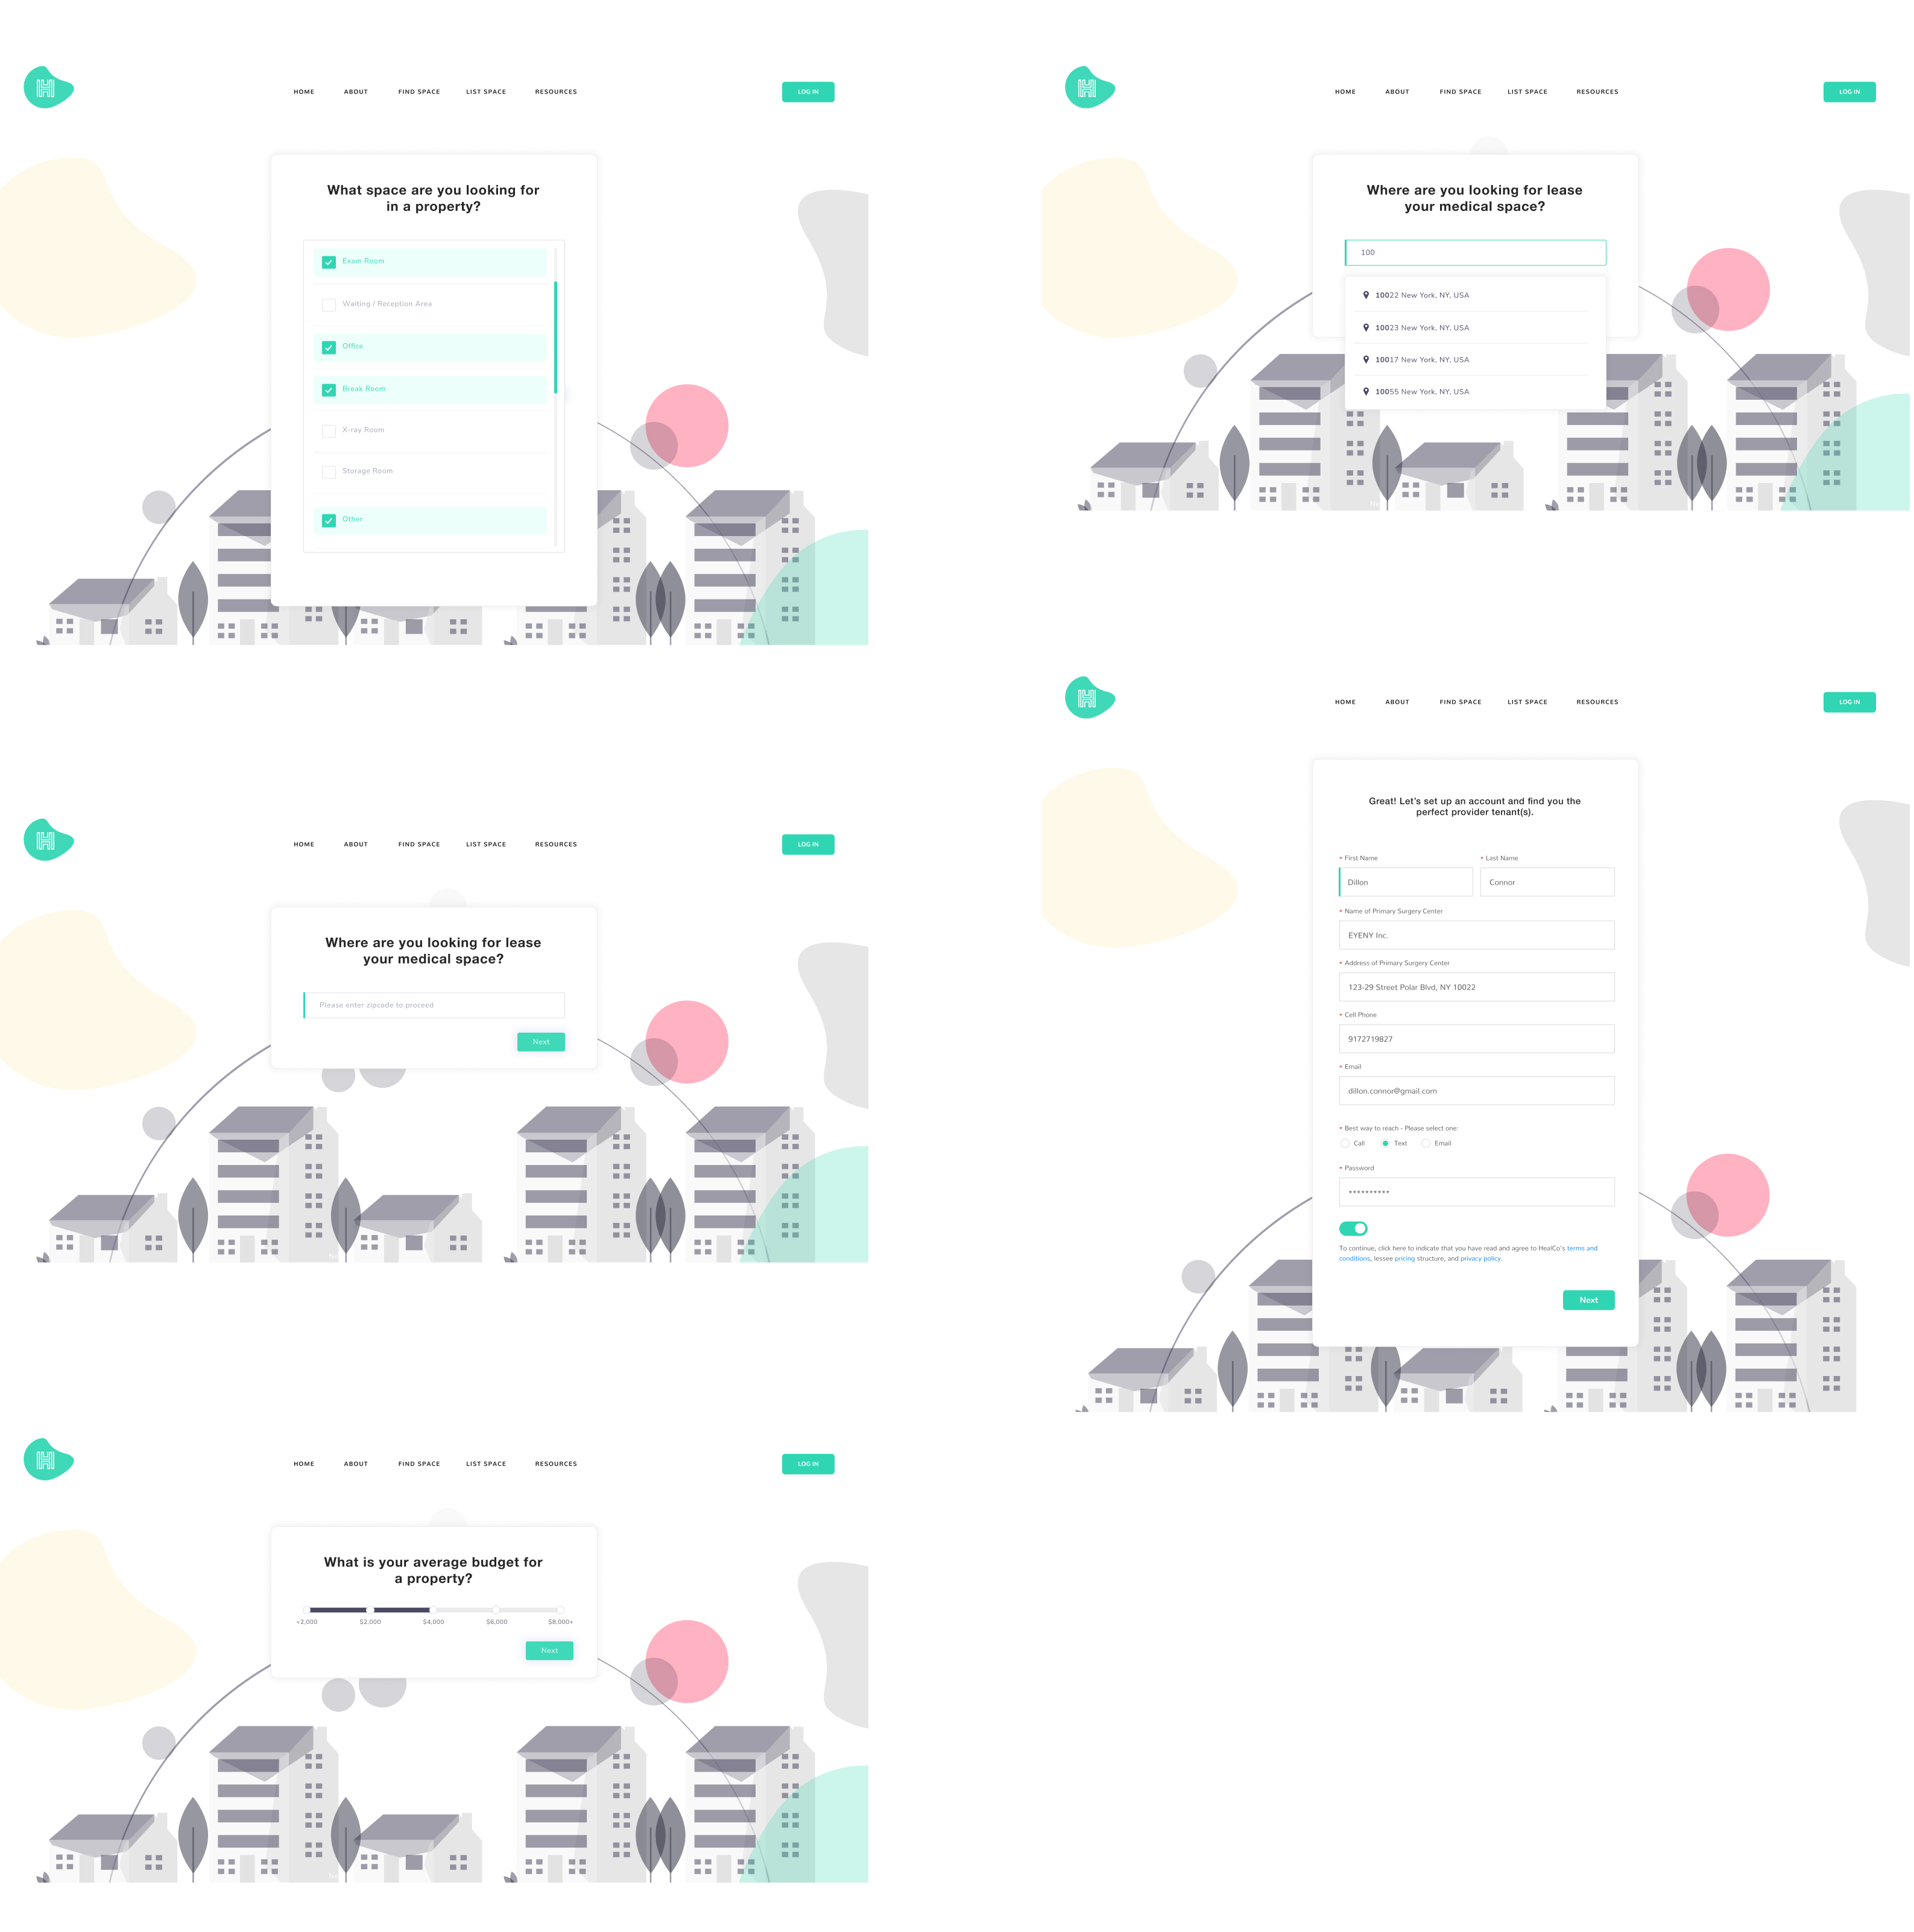 H
HOME ABOUT FIND SPACE LIST SPACE RESOURCES
LOG IN
What space are you looking for
in a property?
Exam Room
Waiting / Reception Area
Office
Break Room
X-ray Room
Storage Room
Other
H
HOME ABOUT FIND SPACE LIST SPACE RESOURCES
LOG IN
Where are you looking for lease
your medical space?
100
10022 New York, NY, USA
10023 New York, NY, USA
10017 New York, NY, USA
10055 New York, NY, USA
H
HOME ABOUT FIND SPACE LIST SPACE RESOURCES
LOG IN
Where are you looking for lease
your medical space?
Please enter zipcode to proceed
Next
H
HOME ABOUT FIND SPACE LIST SPACE RESOURCES
LOG IN
Great! Let's set up an account and find you the
perfect provider tenant(s).
* First Name
Dillon
* Last Name
Connor
* Name of Primary Surgery Center
EYENY Inc.
* Address of Primary Surgery Center
123-29 Street Polar Blvd, NY 10022
* Cell Phone
9172719827
* Email
dillon.connor@gmail.com
* Best way to reach - Please select one:
Call Text Email
* Password
**********
To continue, click here to indicate that you have read and agree to HealCo's terms and
conditions, lessee pricing structure, and privacy policy.
Next
H
HOME ABOUT FIND SPACE LIST SPACE RESOURCES
LOG IN
What is your average budget for
a property?
<2,000 $2,000 $4,000 $6,000 $8,000+
Next